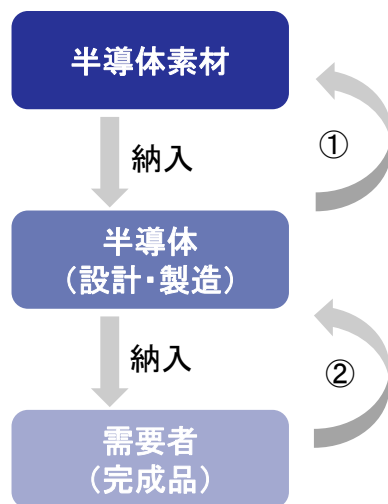 半導体素材
①
納入
半導体
（設計・製造）
納入
②
需要者
（完成品）